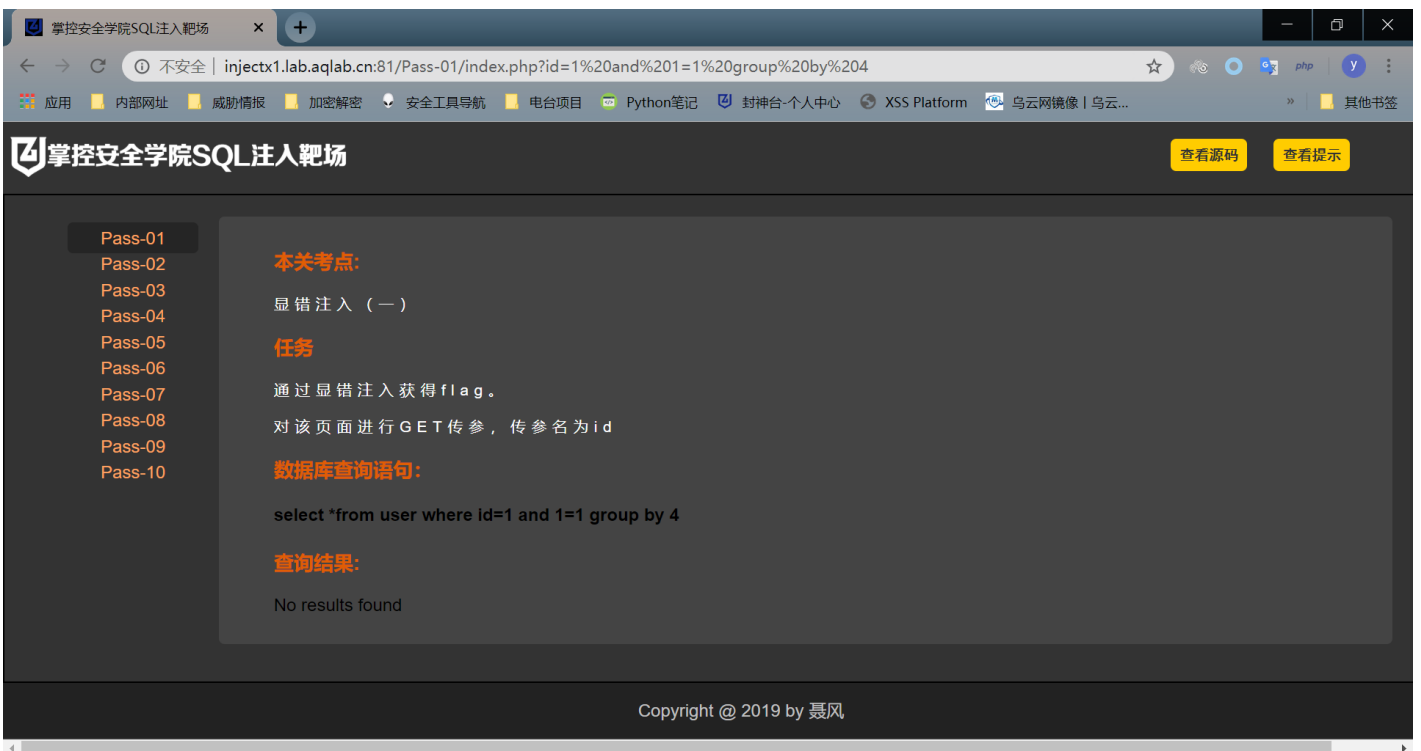 掌控安全学院SQL注入靶场
不安全 | injectx1.lab.aqlab.cn:81/Pass-01/index.php?id=1%20and%201=1%20group%20by%204
php
y
应用 内部网址 威胁情报 加密解密 安全工具导航 电台项目 Python笔记 封神台-个人中心 XSS Platform 乌云网镜像 | 乌云... » 其他书签
掌控安全学院SQL注入靶场
查看源码 查看提示
Pass-01
Pass-02
Pass-03
Pass-04
Pass-05
Pass-06
Pass-07
Pass-08
Pass-09
Pass-10
本关考点:
显错注入 (一)
任务
通过显错注入获得flag。
对该页面进行GET传参, 传参名为id
数据库查询语句:
select *from user where id=1 and 1=1 group by 4
查询结果:
No results found
Copyright @ 2019 by 聂风